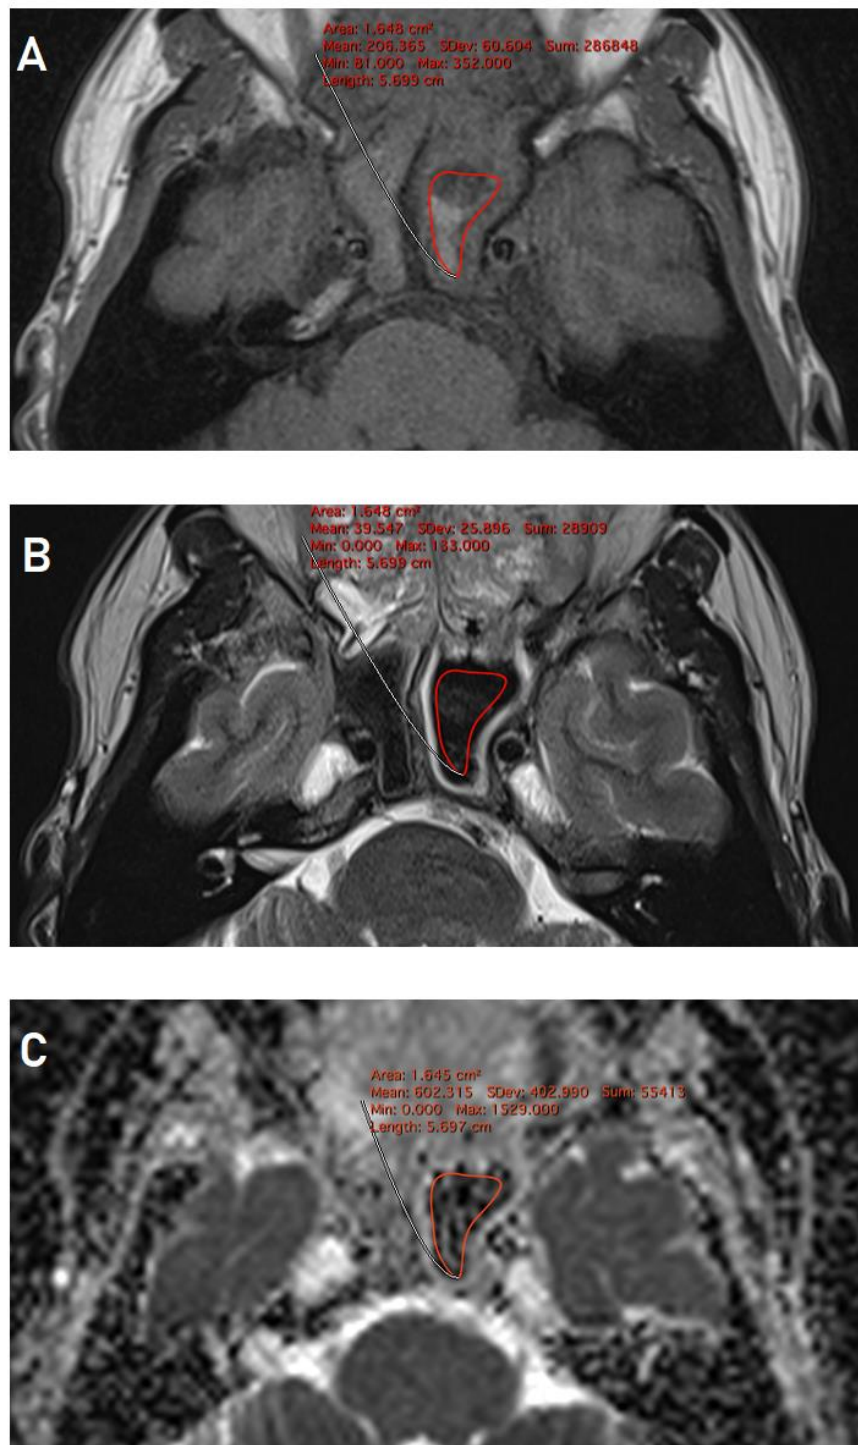 A
Area: 1.648 cm²
Mean: 206.365 SDev: 60.604 Sum: 286848
Min: 81.000 Max: 352.000
Length: 5.699 cm
B
Area: 1.648 cm²
Mean: 39.547 SDev: 25.896 Sum: 28909
Min: 0.000 Max: 133.000
Length: 5.699 cm
C
Area: 1.645 cm²
Mean: 602.315 SDev: 402.990 Sum: 55413
Min: 0.000 Max: 1529.000
Length: 5.697 cm